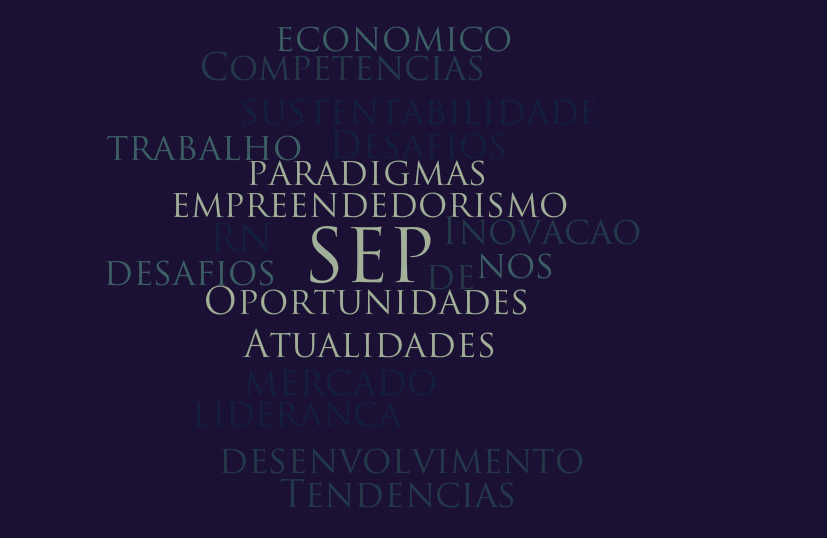 ECONOMICO
COMPETENCIAS
SUSTENTABILIDADE
TRABALHO DESAFIOS
PARADIGMAS
EMPREENDEDORISMO
RN SEP INOVACAO
DESAFIOS DE NOS
OPORTUNIDADES
ATUALIDADES
MERCADO
LIDERANCA
DESENVOLVIMENTO
TENDENCIAS